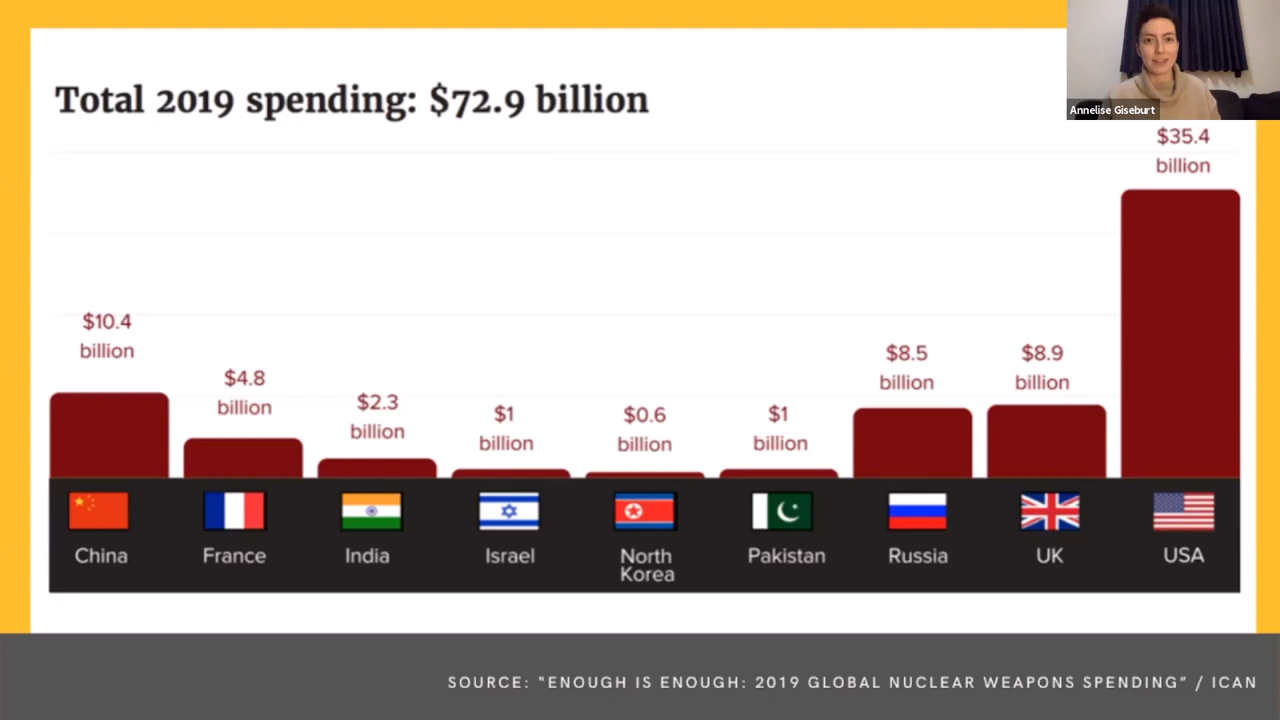 Total 2019 spending: $72.9 billion
Annelise Giseburt
$10.4
billion
$4.8
billion
$2.3
billion
$1
billion
$0.6
billion
$1
billion
$8.5
billion
$8.9
billion
$35.4
billion
China
France
India
Israel
North
Korea
Pakistan
Russia
UK
USA
SOURCE: “ENOUGH IS ENOUGH: 2019 GLOBAL NUCLEAR WEAPONS SPENDING” / ICAN